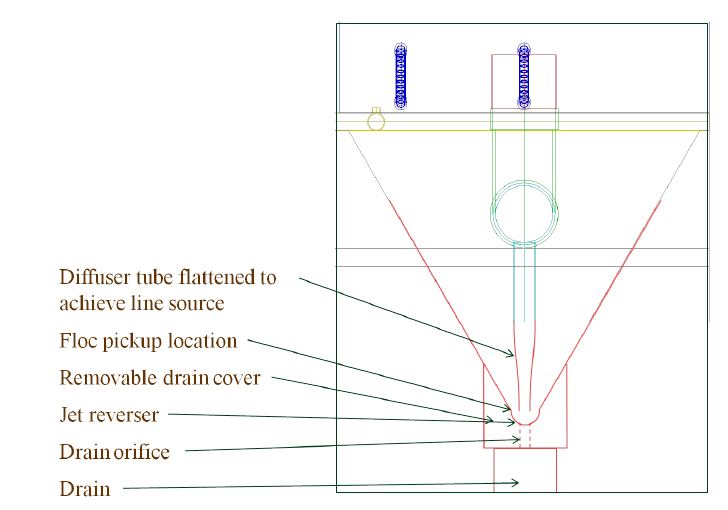 Diffuser tube flattened to
achieve line source
Floc pickup location
Removable drain cover
Jet reverser
Drain orifice
Drain